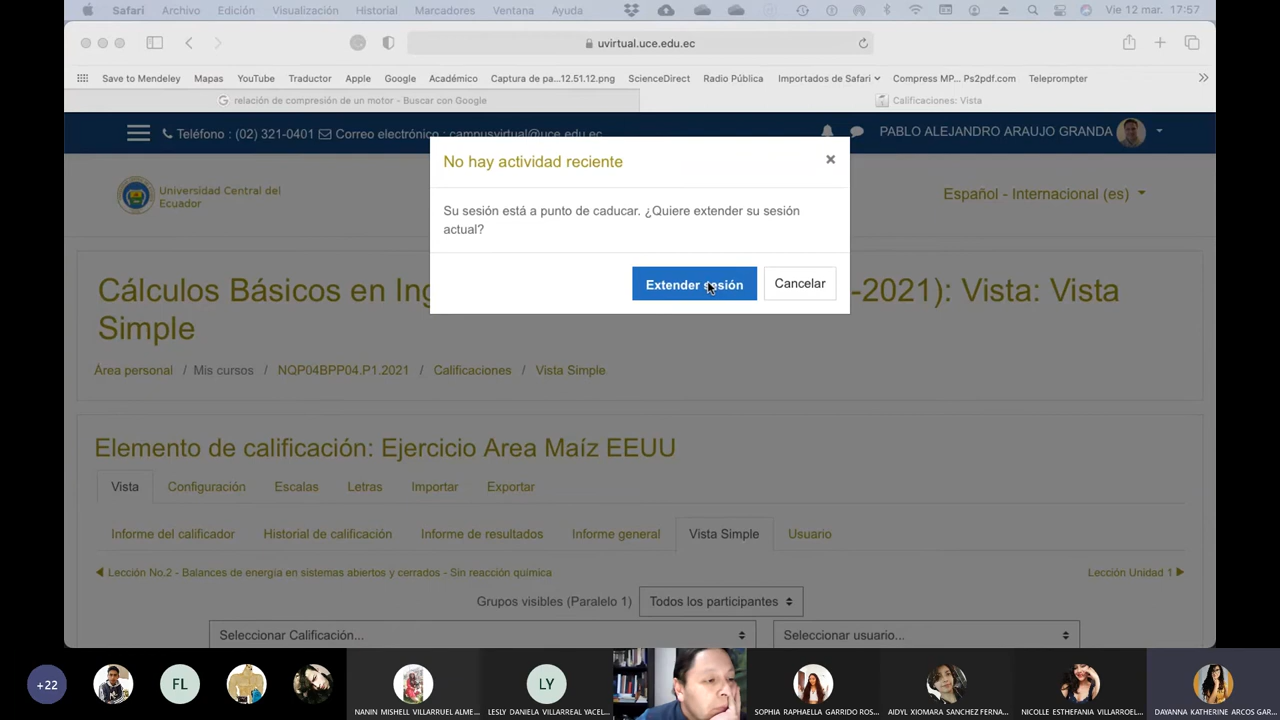 Safari Archivo Edición Visualización Historial Marcadores Ventana Ayuda Vie 12 mar. 17:57
uvirtual.uce.edu.ec
Save to Mendeley Mapas YouTube Traductor Apple Google Académico Captura de pa...12.51.12.png ScienceDirect Radio Pública Importados de Safari Compress MP... Ps2pdf.com Teleprompter
relación de compresión de un motor - Buscar con Google Calificaciones: Vista
Teléfono : (02) 321-0401 Correo electrónico : campusvirtual@uce.edu.ec PABLO ALEJANDRO ARAUJO GRANDA
No hay actividad reciente ×
Universidad Central del
Ecuador
Español - Internacional (es)
Su sesión está a punto de caducar. ¿Quiere extender su sesión
actual?
Extender sesión Cancelar
Cálculos Básicos en Ing -2021): Vista: Vista
Simple
Área personal / Mis cursos / NQP04BPP04.P1.2021 / Calificaciones / Vista Simple
Elemento de calificación: Ejercicio Area Maíz EEUU
Vista Configuración Escalas Letras Importar Exportar
Informe del calificador Historial de calificación Informe de resultados Informe general Vista Simple Usuario
Lección No.2 - Balances de energía en sistemas abiertos y cerrados - Sin reacción química Lección Unidad 1
Grupos visibles (Paralelo 1) Todos los participantes
Seleccionar Calificación... Seleccionar usuario...
+22 FL LY
NANIN MISHELL VILLARRUEL ALME... LESLY DANIELA VILLARREAL YACEL... SOPHIA RAPHAELLA GARRIDO ROS... AIDYL XIOMARA SANCHEZ FERNA... NICOLLE ESTHEFANIA VILLARROEL... DAYANNA KATHERINE ARCOS GAR...